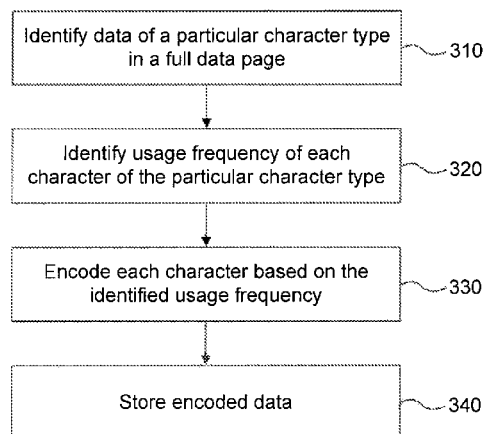 Identify data of a particular character type
in a full data page
310
Identify usage frequency of each
character of the particular character type
320
Encode each character based on the
identified usage frequency
330
Store encoded data
340